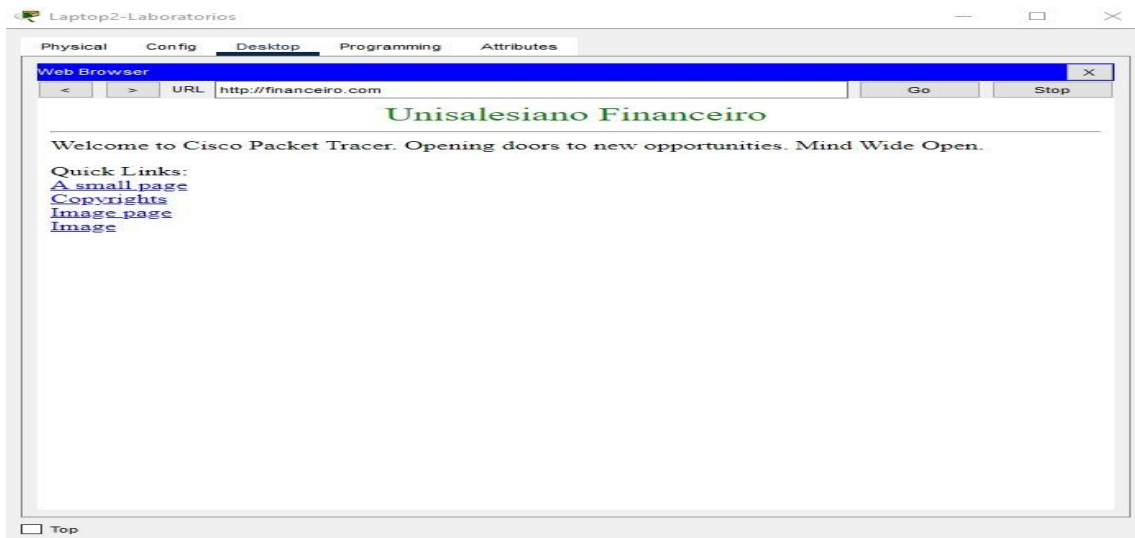 Laptop2-Laboratorios
Physical Config Desktop Programming Attributes
Web Browser X
< > URL http://financeiro.com Go Stop
Unisalesiano Financeiro
Welcome to Cisco Packet Tracer. Opening doors to new opportunities. Mind Wide Open.
Quick Links:
A small page
Copyrights
Image page
Image
Top